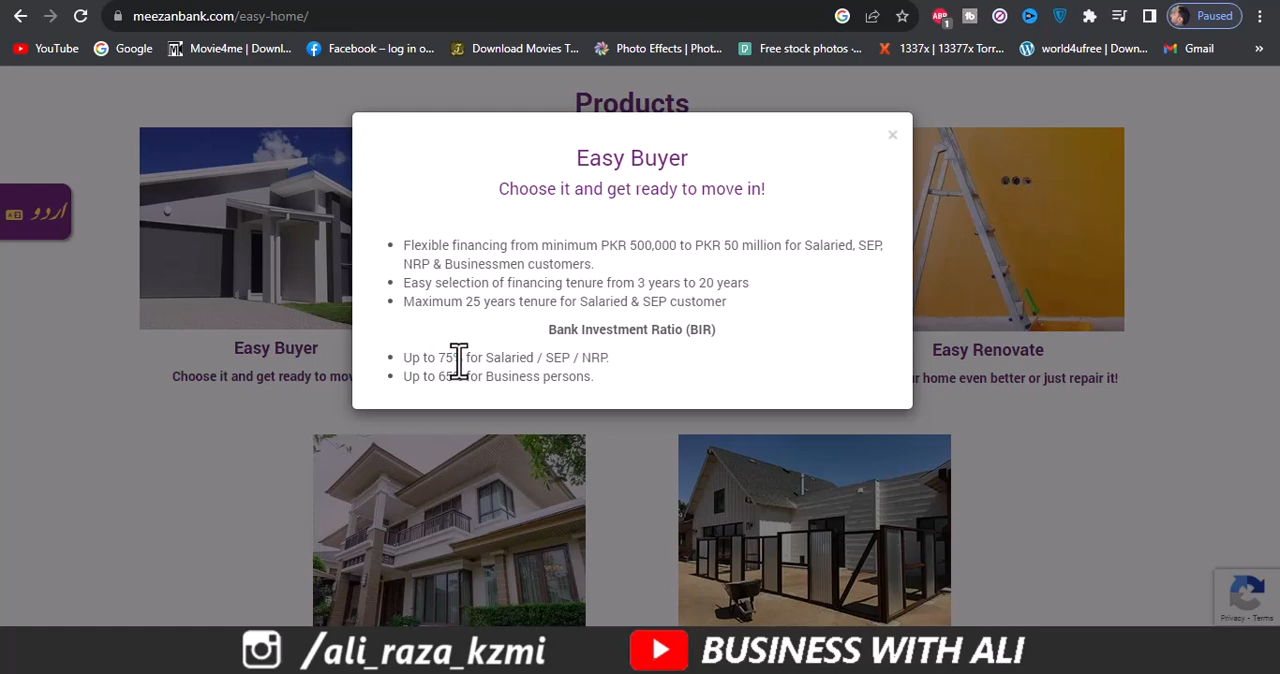 meezanbank.com/easy-home/
ABP
1
Paused
YouTube
Google
Movie4me | Downl...
Facebook – log in o...
Download Movies T...
Photo Effects | Phot...
Free stock photos -...
1337x | 13377x Torr...
world4ufree | Down...
Gmail
»
Products
اردو
×
Easy Buyer
Choose it and get ready to move in!
• Flexible financing from minimum PKR 500,000 to PKR 50 million for Salaried, SEP,
NRP & Businessmen customers.
• Easy selection of financing tenure from 3 years to 20 years
• Maximum 25 years tenure for Salaried & SEP customer
Bank Investment Ratio (BIR)
• Up to 75% for Salaried / SEP / NRP.
• Up to 65% for Business persons.
Easy Buyer
Choose it and get ready to mov
Easy Renovate
r home even better or just repair it!
Privacy - Terms
/ali_raza_kzmi
BUSINESS WITH ALI